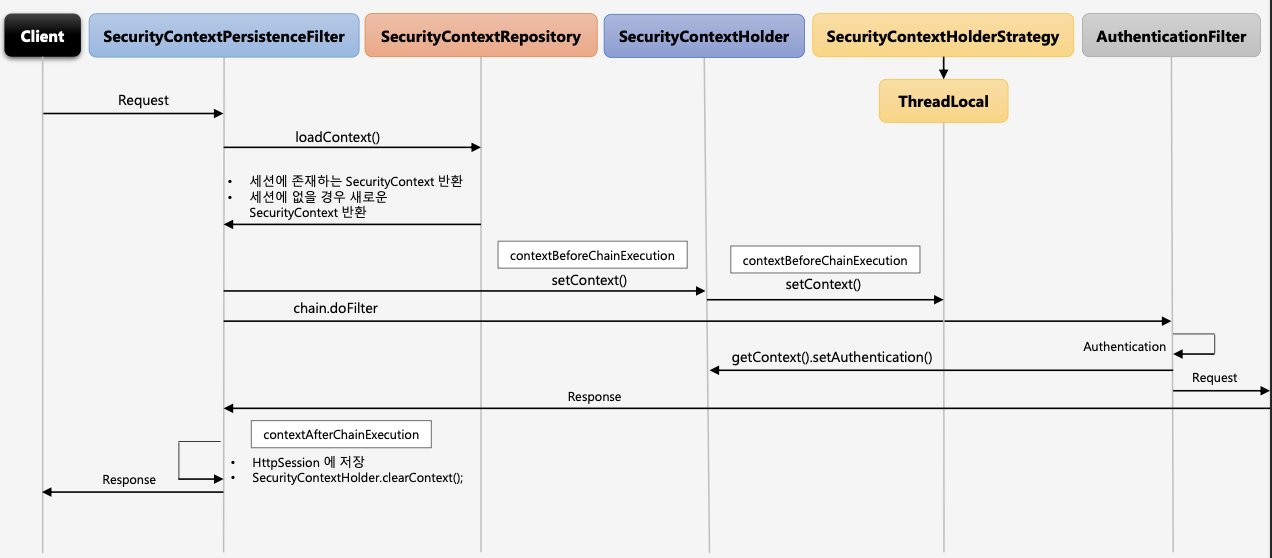 Client
SecurityContextPersistenceFilter
SecurityContextRepository
SecurityContextHolder
SecurityContextHolderStrategy
AuthenticationFilter
ThreadLocal
Request
loadContext()
• 세션에 존재하는 SecurityContext 반환
• 세션에 없을 경우 새로운
SecurityContext 반환
contextBeforeChainExecution
setContext()
contextBeforeChainExecution
setContext()
chain.doFilter
Authentication
getContext().setAuthentication()
Request
Response
contextAfterChainExecution
• HttpSession 에 저장
• SecurityContextHolder.clearContext();
Response